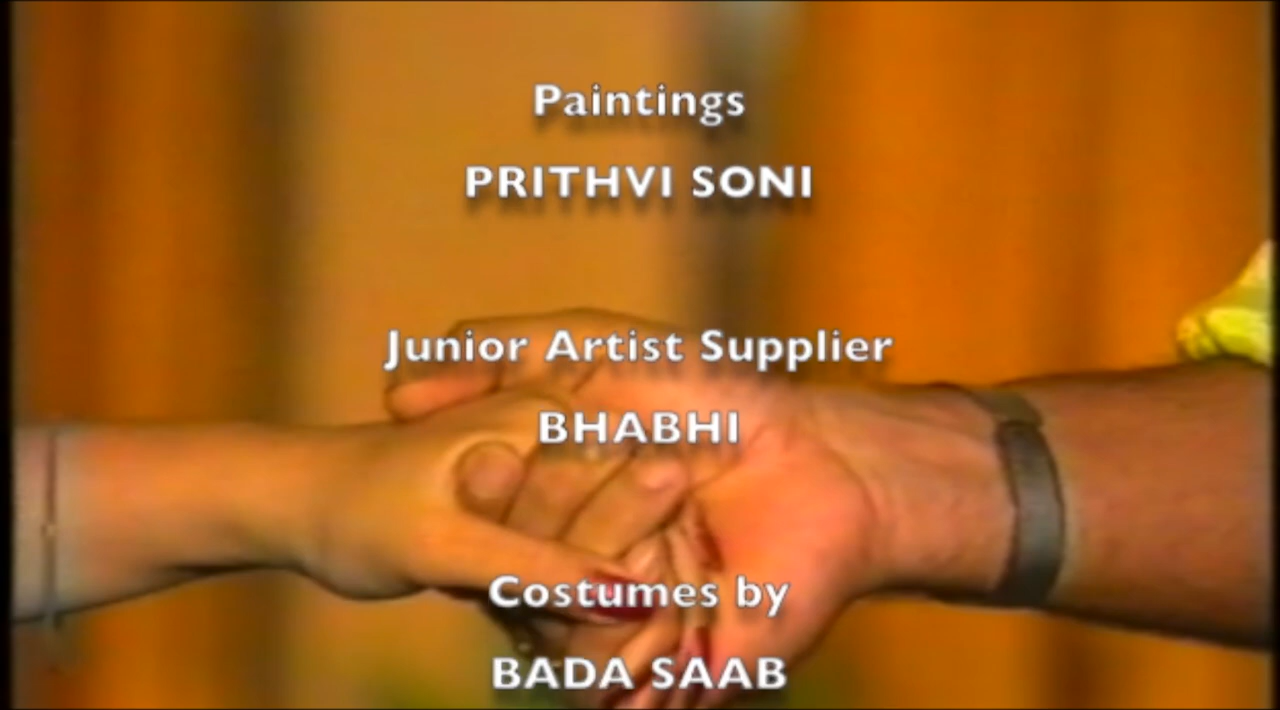 Paintings
PRITHVI SONI
Junior Artist Supplier
BHABHI
Costumes by
BADA SAAB